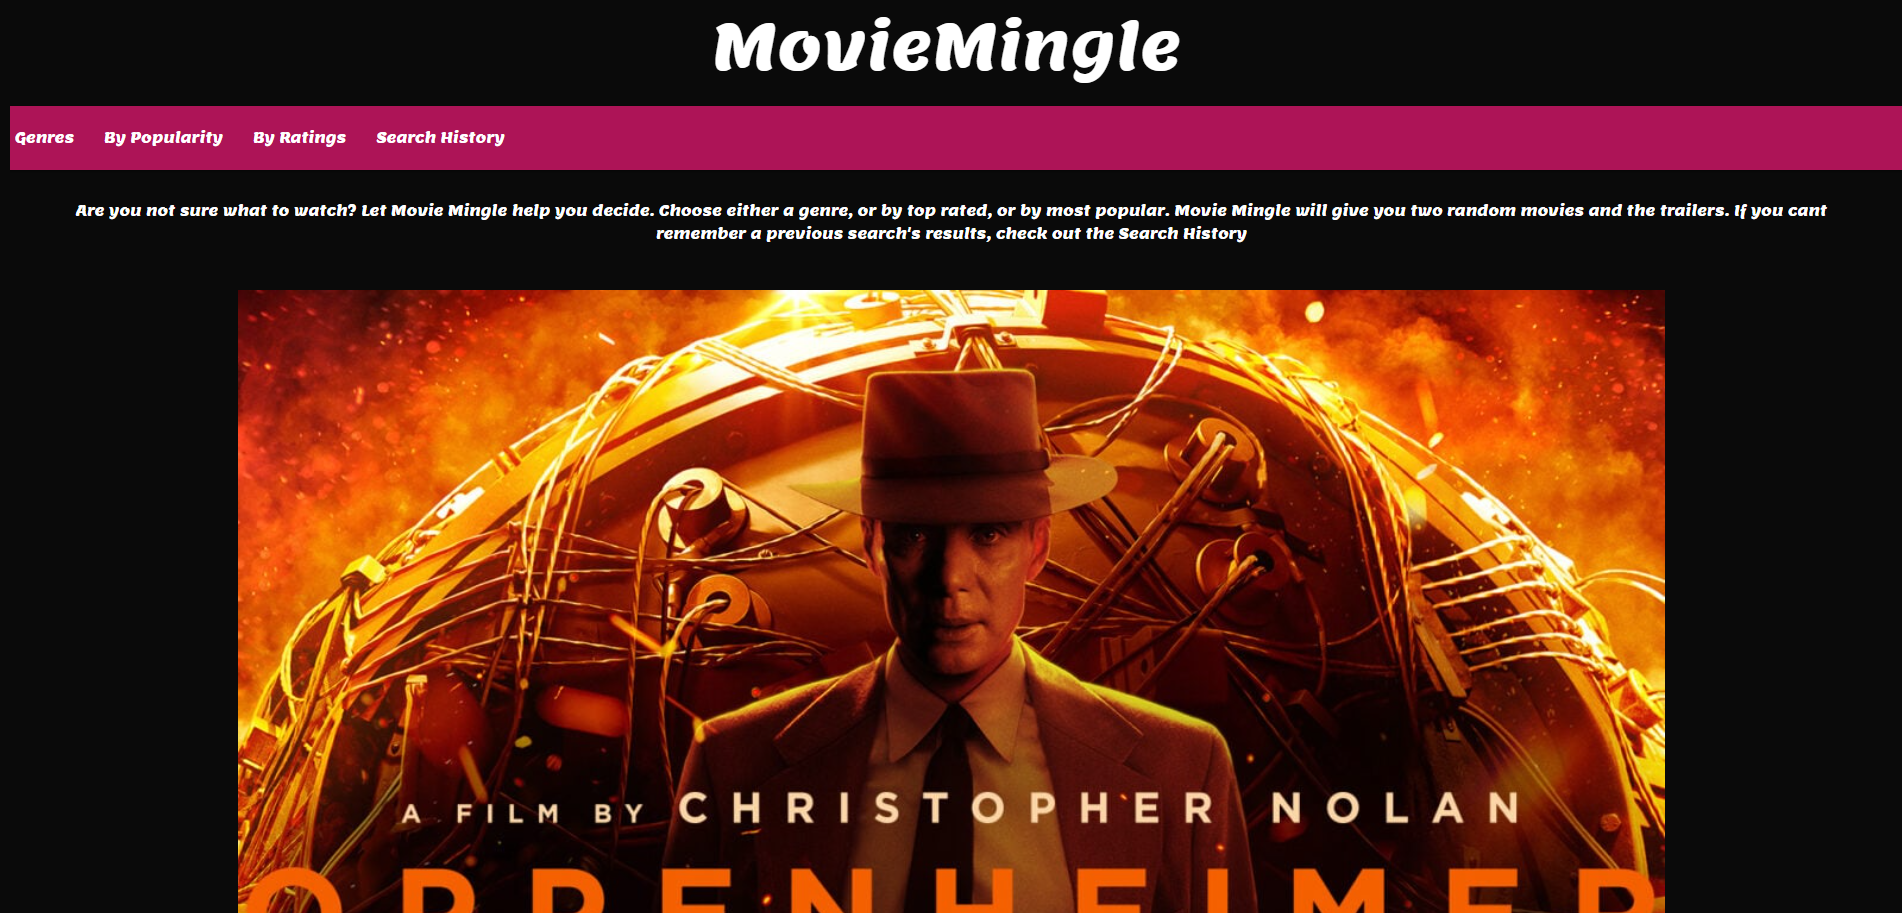 MovieMingle
Genres By Popularity By Ratings Search History
Are you not sure what to watch? Let Movie Mingle help you decide. Choose either a genre, or by top rated, or by most popular. Movie Mingle will give you two random movies and the trailers. If you cant
remember a previous search's results, check out the Search History
A FILM BY CHRISTOPHER NOLAN
OPPENHEIMER